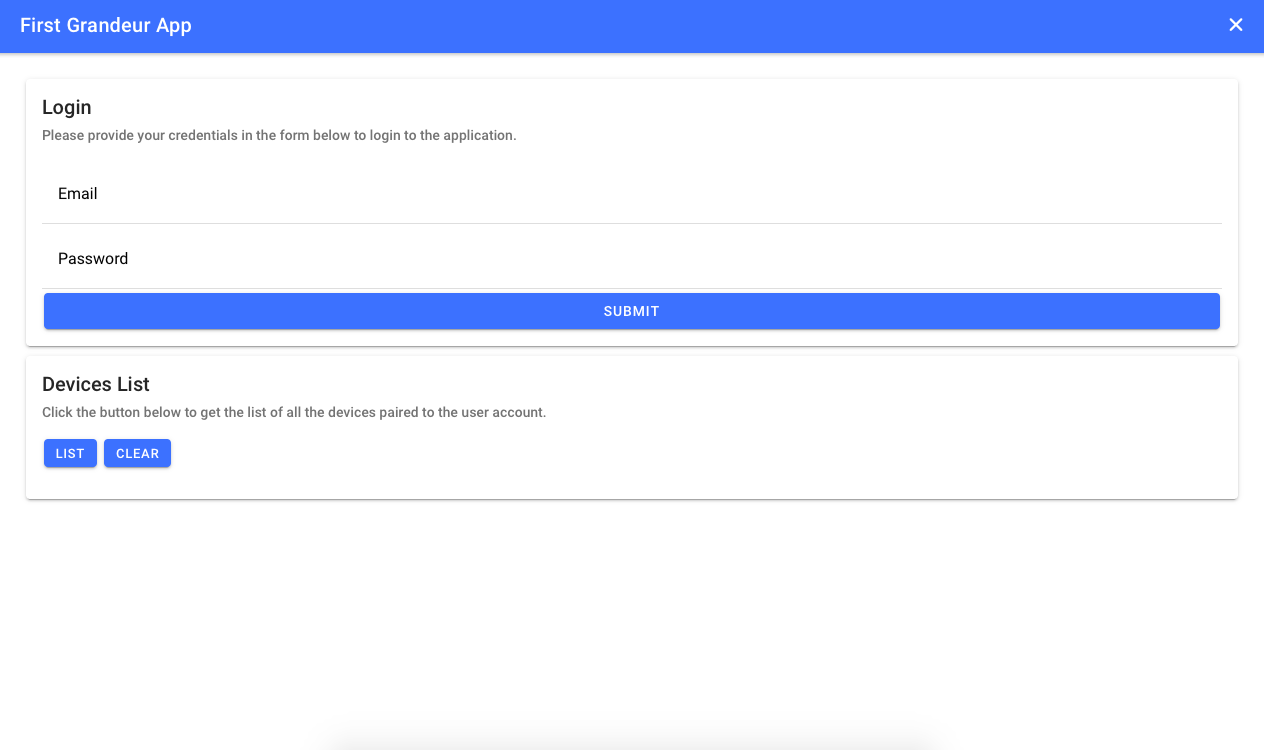 First Grandeur App
Login
Please provide your credentials in the form below to login to the application.
Email
Password
SUBMIT
Devices List
Click the button below to get the list of all the devices paired to the user account.
LIST CLEAR